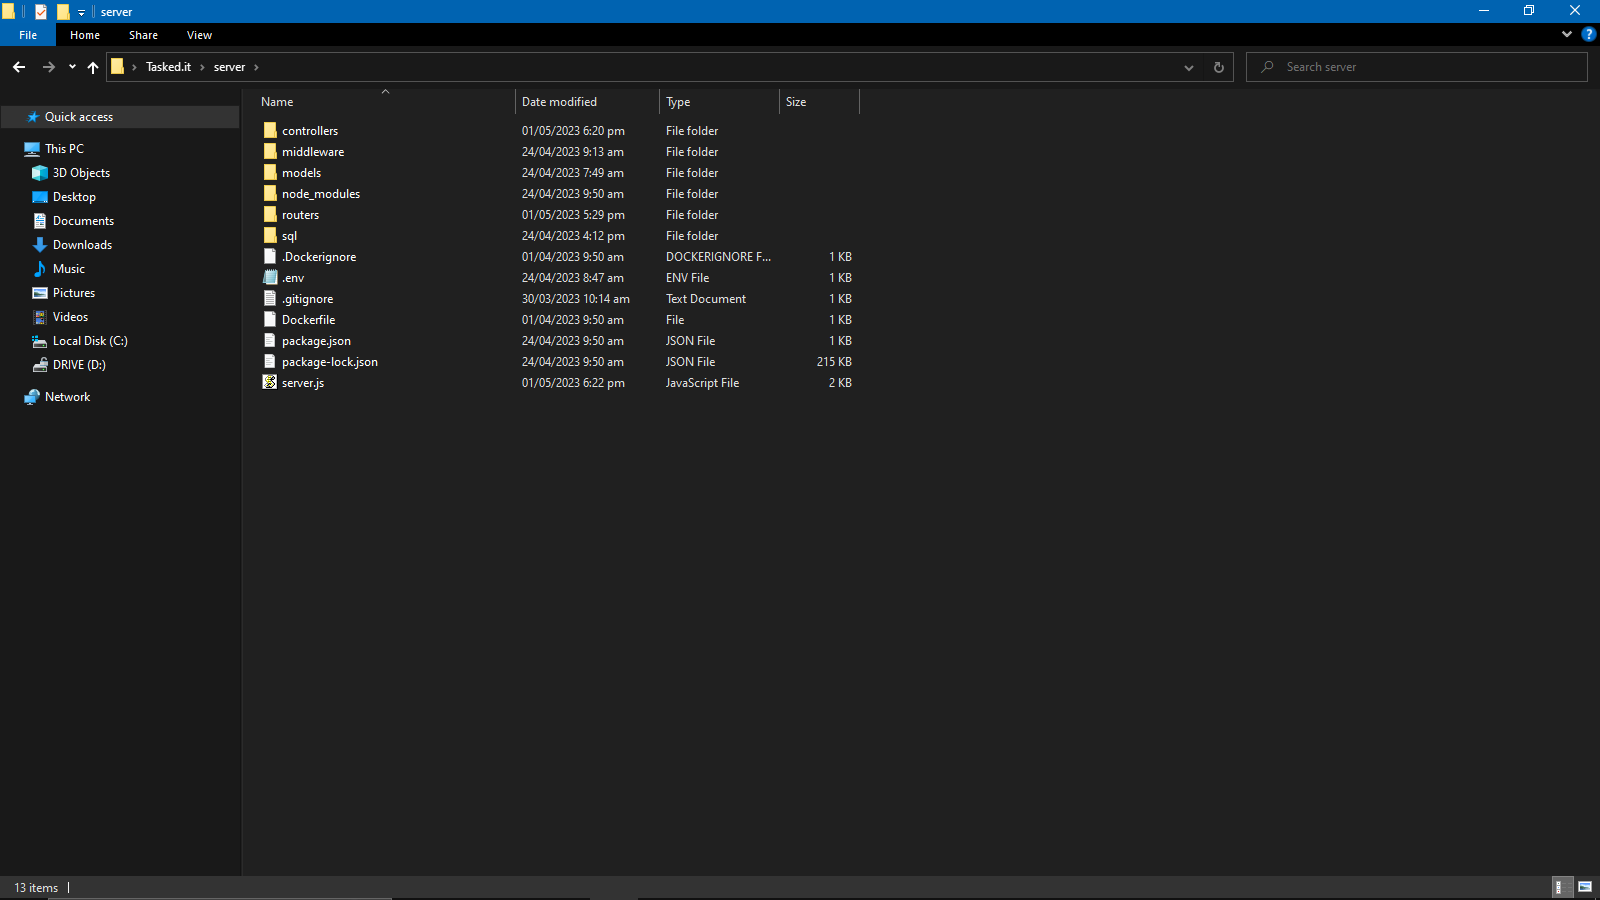 server
File Home Share View
Tasked.it server
Search server
Name Date modified Type Size
Quick access
This PC
3D Objects
Desktop
Documents
Downloads
Music
Pictures
Videos
Local Disk (C:)
DRIVE (D:)
Network
controllers 01/05/2023 6:20 pm File folder
middleware 24/04/2023 9:13 am File folder
models 24/04/2023 7:49 am File folder
node_modules 24/04/2023 9:50 am File folder
routers 01/05/2023 5:29 pm File folder
sql 24/04/2023 4:12 pm File folder
.Dockerignore 01/04/2023 9:50 am DOCKERIGNORE F... 1 KB
.env 24/04/2023 8:47 am ENV File 1 KB
.gitignore 30/03/2023 10:14 am Text Document 1 KB
Dockerfile 01/04/2023 9:50 am File 1 KB
package.json 24/04/2023 9:50 am JSON File 1 KB
package-lock.json 24/04/2023 9:50 am JSON File 215 KB
server.js 01/05/2023 6:22 pm JavaScript File 2 KB
13 items